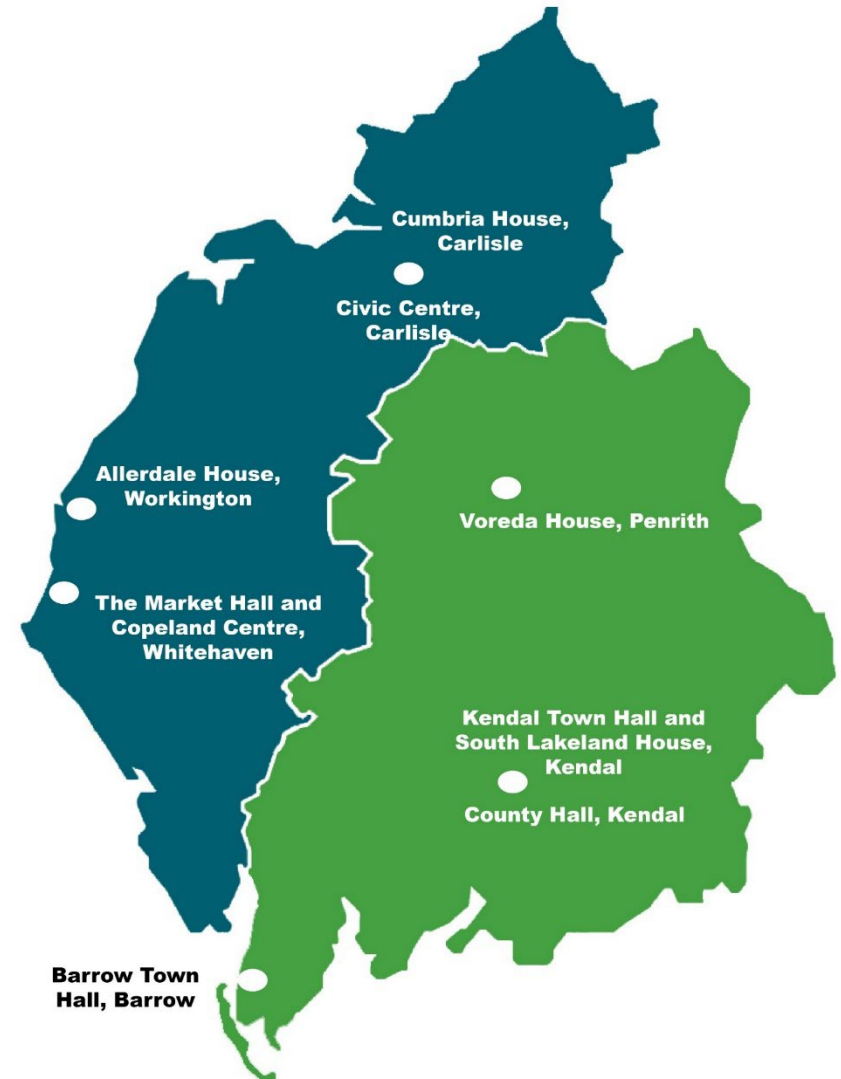 Cumbria House,
Carlisle
Civic Centre,
Carlisle
Allerdale House,
Workington
Voreda House, Penrith
The Market Hall and
Copeland Centre,
Whitehaven
Kendal Town Hall and
South Lakeland House,
Kendal
County Hall, Kendal
Barrow Town
Hall, Barrow